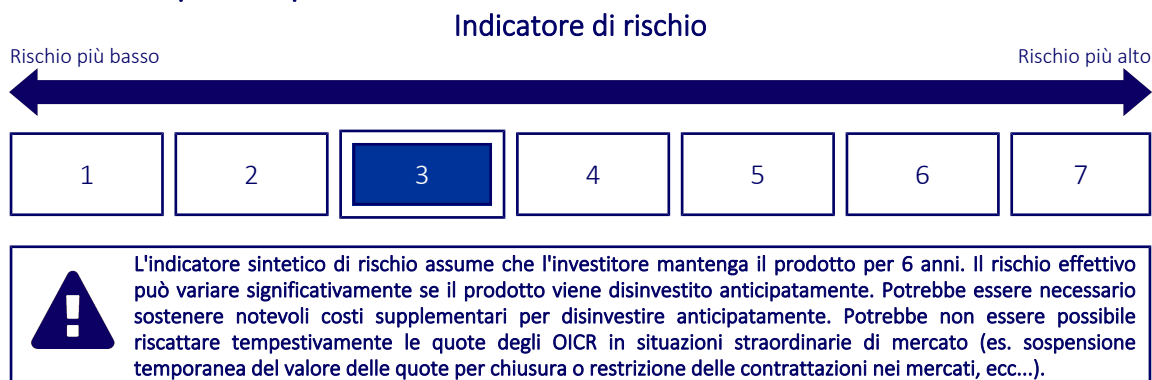 Indicatore di rischio
Rischio più basso
Rischio più alto
1 2 3 4 5 6 7
L'indicatore sintetico di rischio assume che l'investitore mantenga il prodotto per 6 anni. Il rischio effettivo
può variare significativamente se il prodotto viene disinvestito anticipatamente. Potrebbe essere necessario
sostenere notevoli costi supplementari per disinvestire anticipatamente. Potrebbe non essere possibile
riscattare tempestivamente le quote degli OICR in situazioni straordinarie di mercato (es. sospensione
temporanea del valore delle quote per chiusura o restrizione delle contrattazioni nei mercati, ecc...).